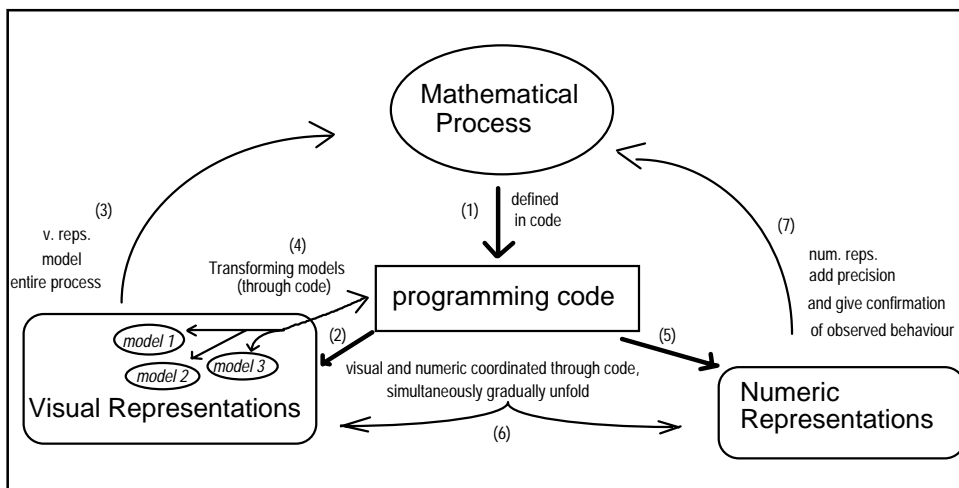 Mathematical
Process
(1)
defined
in code
(3)
v. reps.
model
entire process
(4)
Transforming models
(through code)
programming code
(7)
num. reps.
add precision
and give confirmation
of observed behaviour
model 1
model 2
model 3
Visual Representations
(2)
(5)
visual and numeric coordinated through code,
simultaneously gradually unfold
(6)
Numeric
Representations